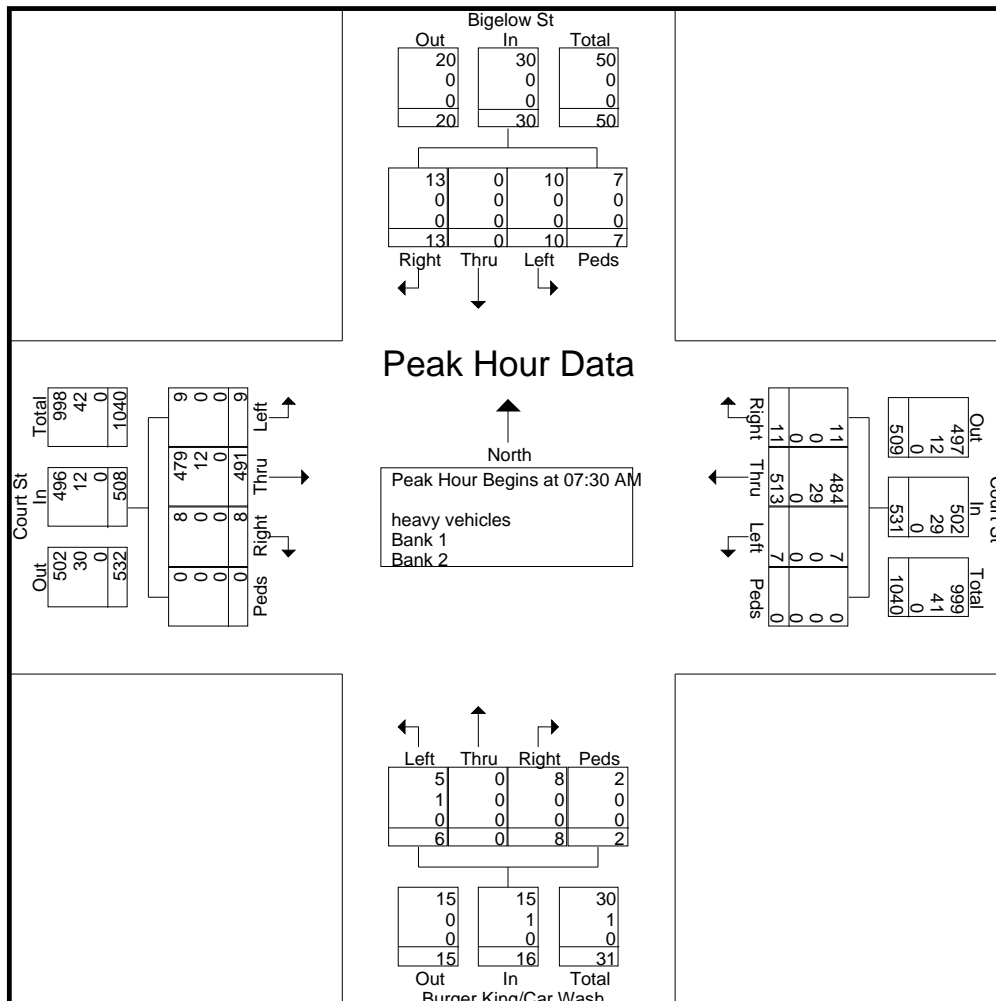 Bigelow St
Out In Total
20 30 50
0 0 0
0 0 0
20 30 50
13 0 10 7
0 0 0 0
0 0 0 0
13 0 10 7
Right Thru Left Peds
Peak Hour Data
North
Peak Hour Begins at 07:30 AM
heavy vehicles
Bank 1
Bank 2
Court St
Total In Out
998 496 502
42 12 30
0 0 0
1040 508 532
9 479 8 0
0 12 0 0
0 0 0 0
9 491 8 0
Left Thru Right Peds
Court St
Out In Total
497 502 999
12 29 41
0 0 0
509 531 1040
11 484 7 0
0 29 0 0
0 0 0 0
11 513 7 0
Right Thru Left Peds
Left Thru Right Peds
5 0 8 2
1 0 0 0
0 0 0 0
6 0 8 2
15 15 30
0 1 1
0 0 0
15 16 31
Out In Total
Burger King/Car Wash